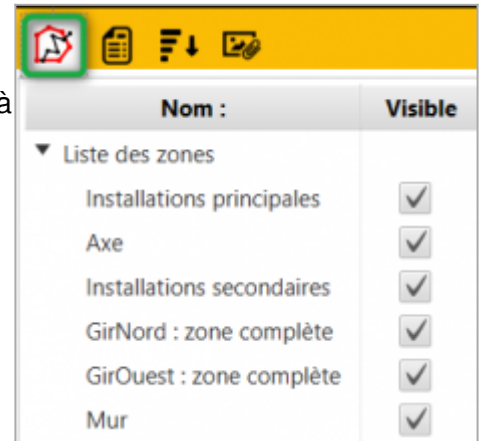 à
Nom : Visible
Liste des zones
Installations principales
Axe
Installations secondaires
GirNord : zone complète
GirOuest : zone complète
Mur